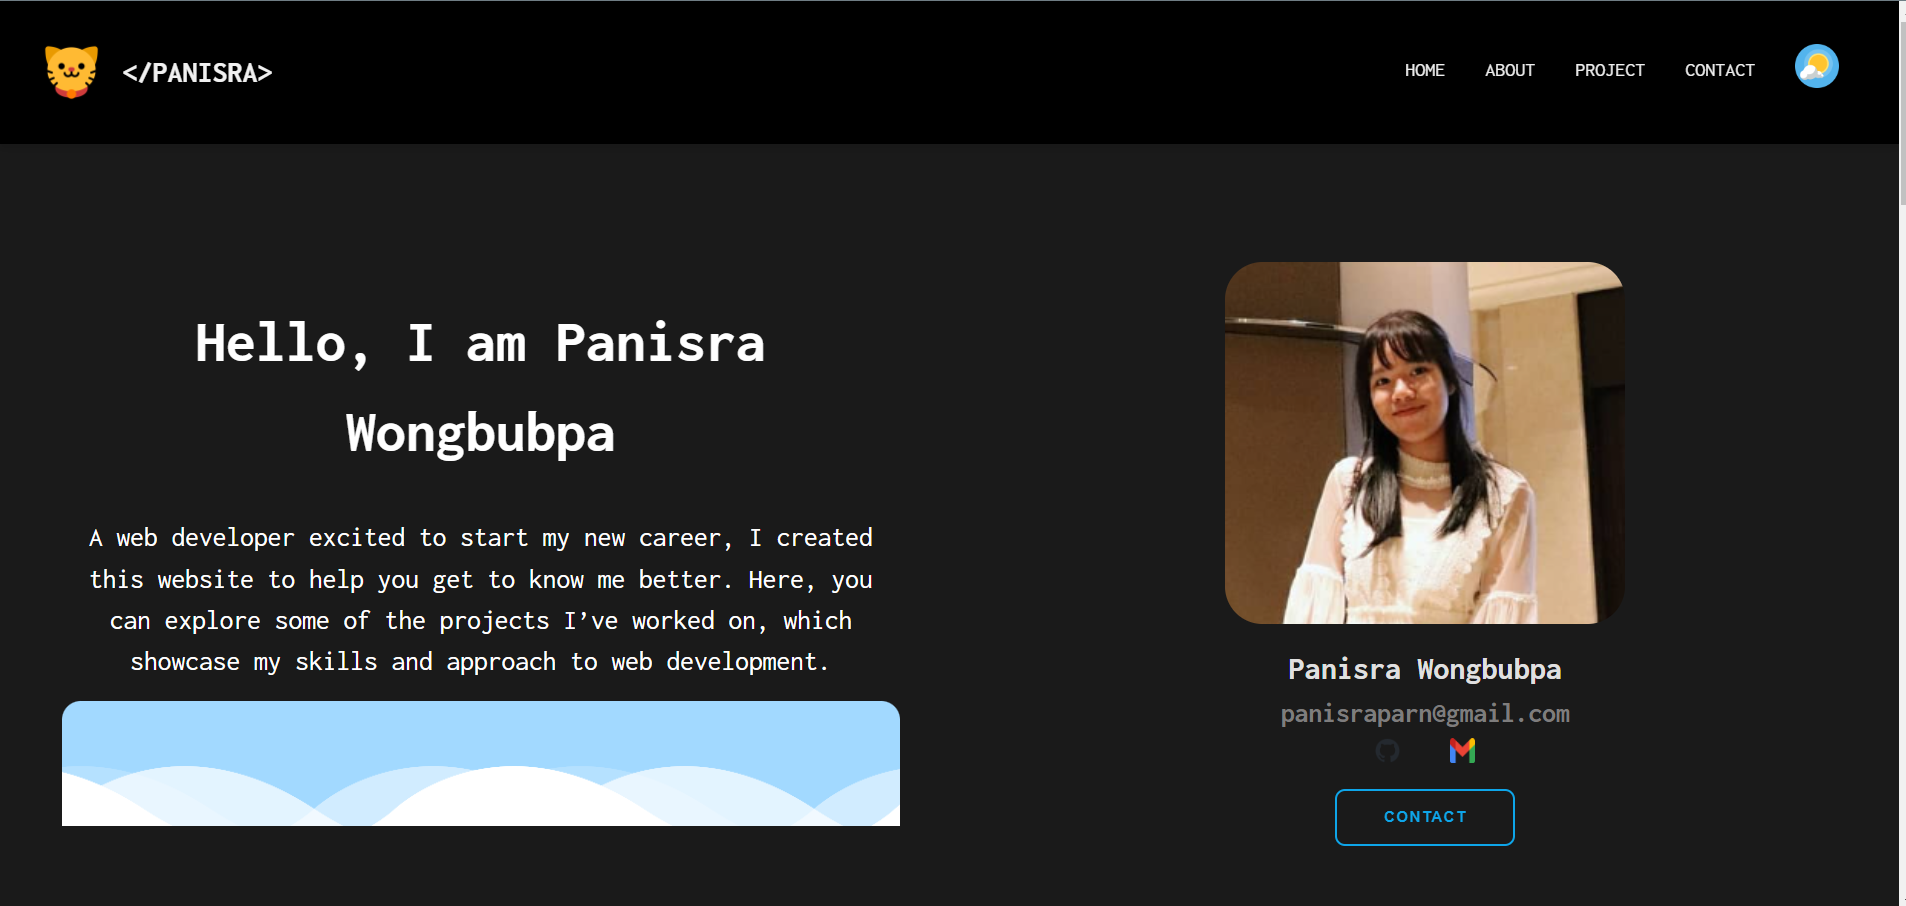 </PANISRA>
HOME
ABOUT
PROJECT
CONTACT
Hello, I am Panisra
Wongbubpa
A web developer excited to start my new career, I created
this website to help you get to know me better. Here, you
can explore some of the projects I’ve worked on, which
showcase my skills and approach to web development.
Panisra Wongbubpa
panisraparn@gmail.com
CONTACT